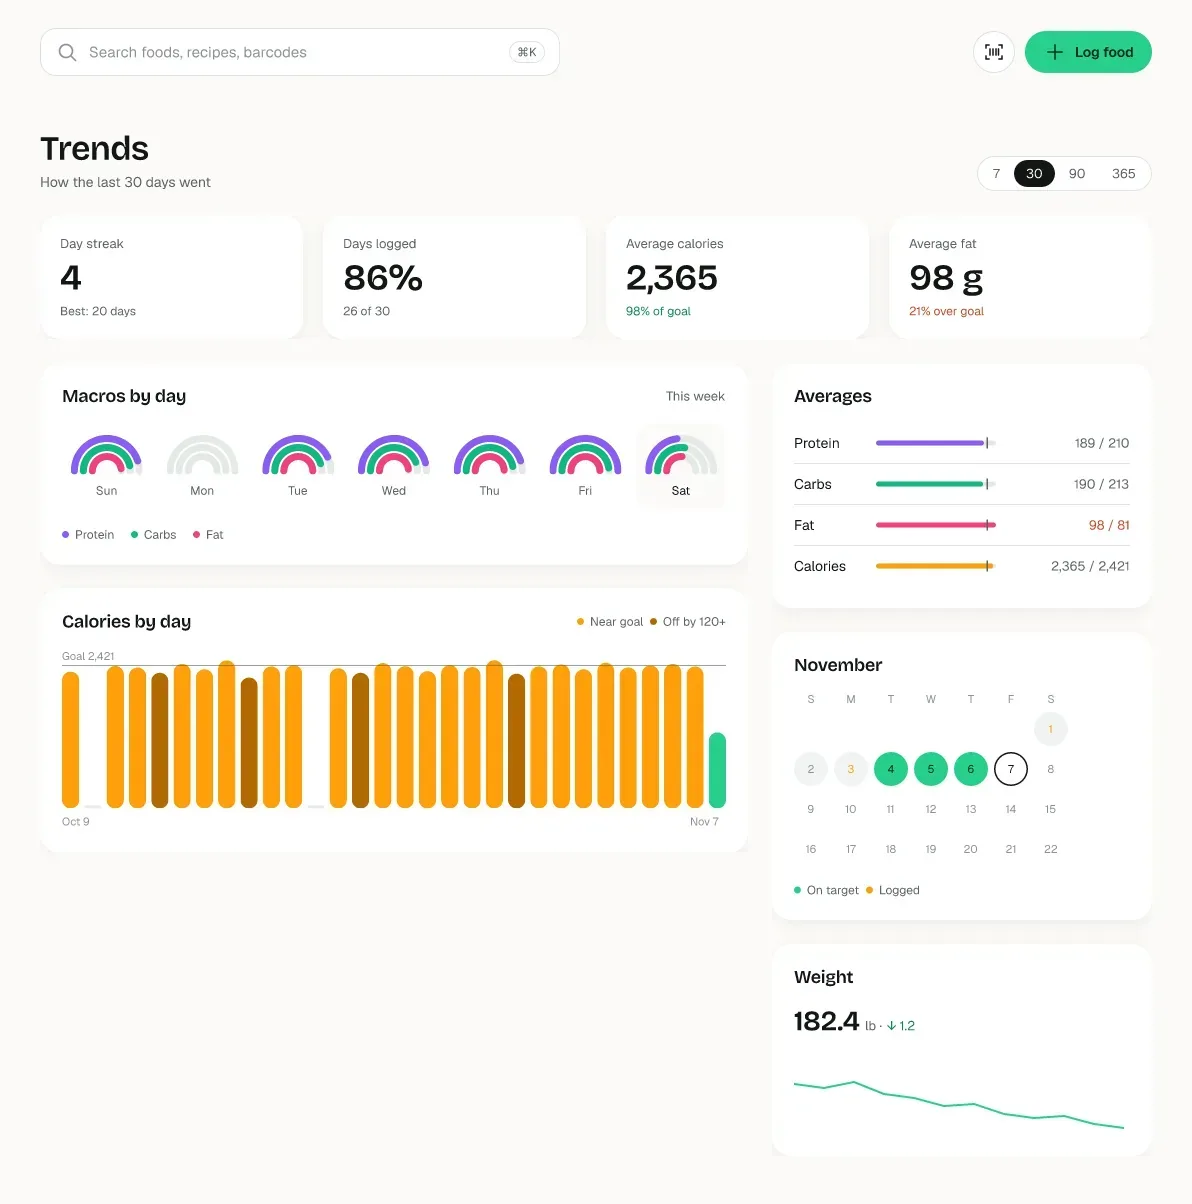 Search foods, recipes, barcodes ⌘K
Log food
Trends
How the last 30 days went
7 30 90 365
Day streak
4
Best: 20 days
Days logged
86%
26 of 30
Average calories
2,365
98% of goal
Average fat
98 g
21% over goal
Macros by day This week
Sun Mon Tue Wed Thu Fri Sat
Protein Carbs Fat
Calories by day Near goal Off by 120+
Goal 2,421
Oct 9 Nov 7
Averages
Protein 189 / 210
Carbs 190 / 213
Fat 98 / 81
Calories 2,365 / 2,421
November
S M T W T F S
1
2 3 4 5 6 7 8
9 10 11 12 13 14 15
16 17 18 19 20 21 22
On target Logged
Weight
182.4 lb · ↓ 1.2